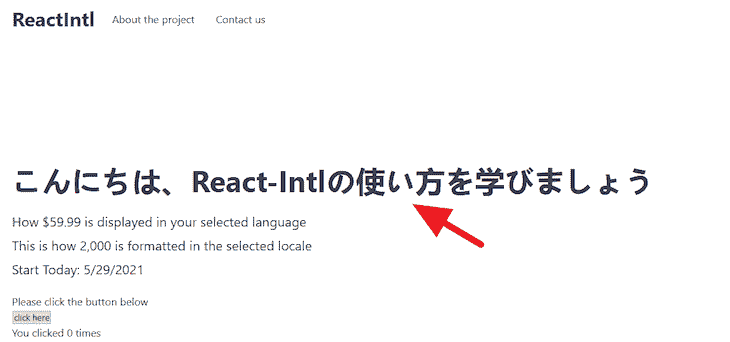 ReactIntl About the project Contact us
こんにちは、React-Intlの使い方を学びましょう
How $59.99 is displayed in your selected language
This is how 2,000 is formatted in the selected locale
Start Today: 5/29/2021
Please click the button below
click here
You clicked 0 times